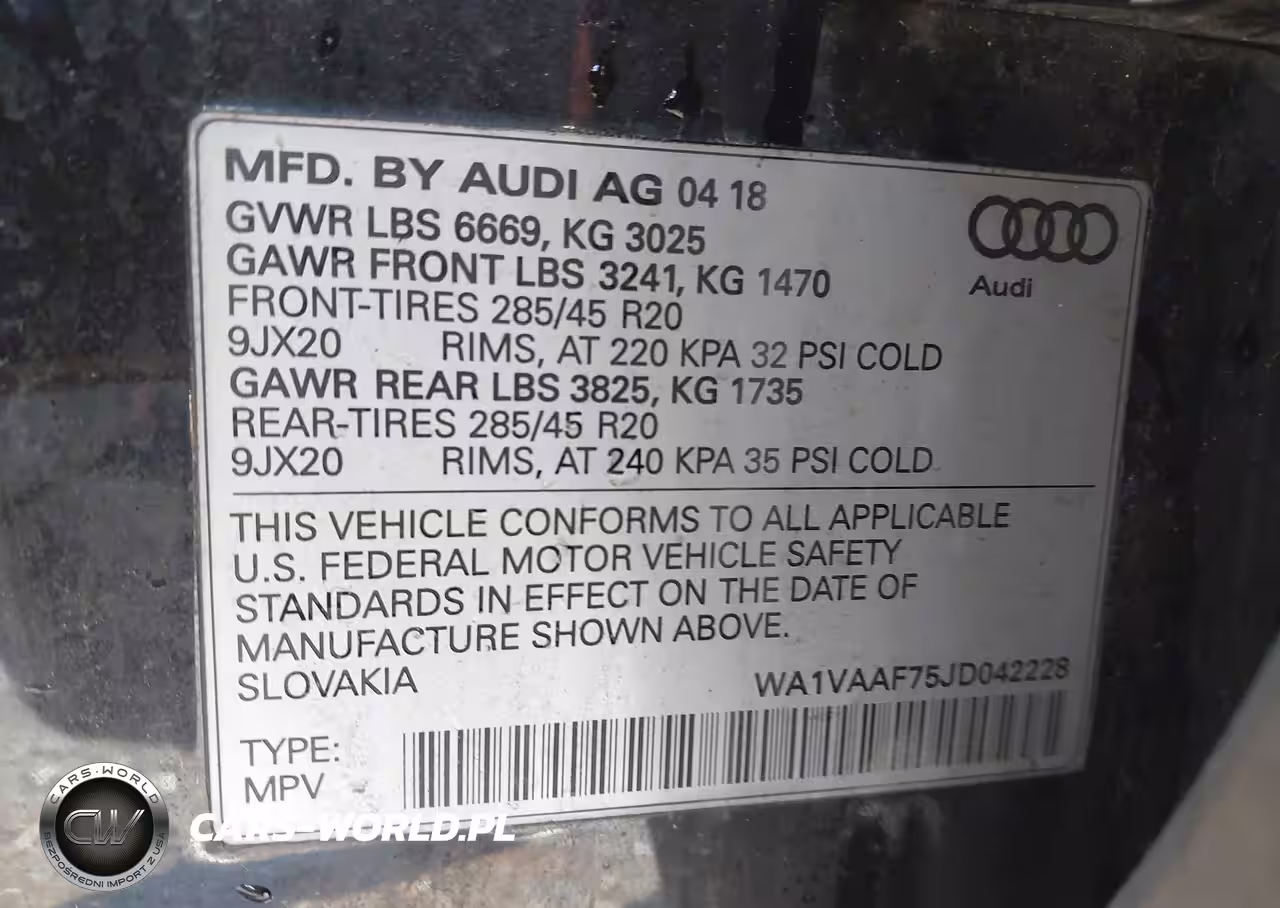 MFD. BY AUDI AG 04 18
GVWR LBS 6669, KG 3025
GAWR FRONT LBS 3241, KG 1470
FRONT-TIRES 285/45 R20
9JX20 RIMS, AT 220 KPA 32 PSI COLD
GAWR REAR LBS 3825, KG 1735
REAR-TIRES 285/45 R20
9JX20 RIMS, AT 240 KPA 35 PSI COLD
Audi
THIS VEHICLE CONFORMS TO ALL APPLICABLE
U.S. FEDERAL MOTOR VEHICLE SAFETY
STANDARDS IN EFFECT ON THE DATE OF
MANUFACTURE SHOWN ABOVE.
SLOVAKIA WA1VAAF75JD042228
TYPE:
MPV
CARS-WORLD
CW
BEZPOŚREDNI IMPORT Z USA
CARS-WORLD.PL